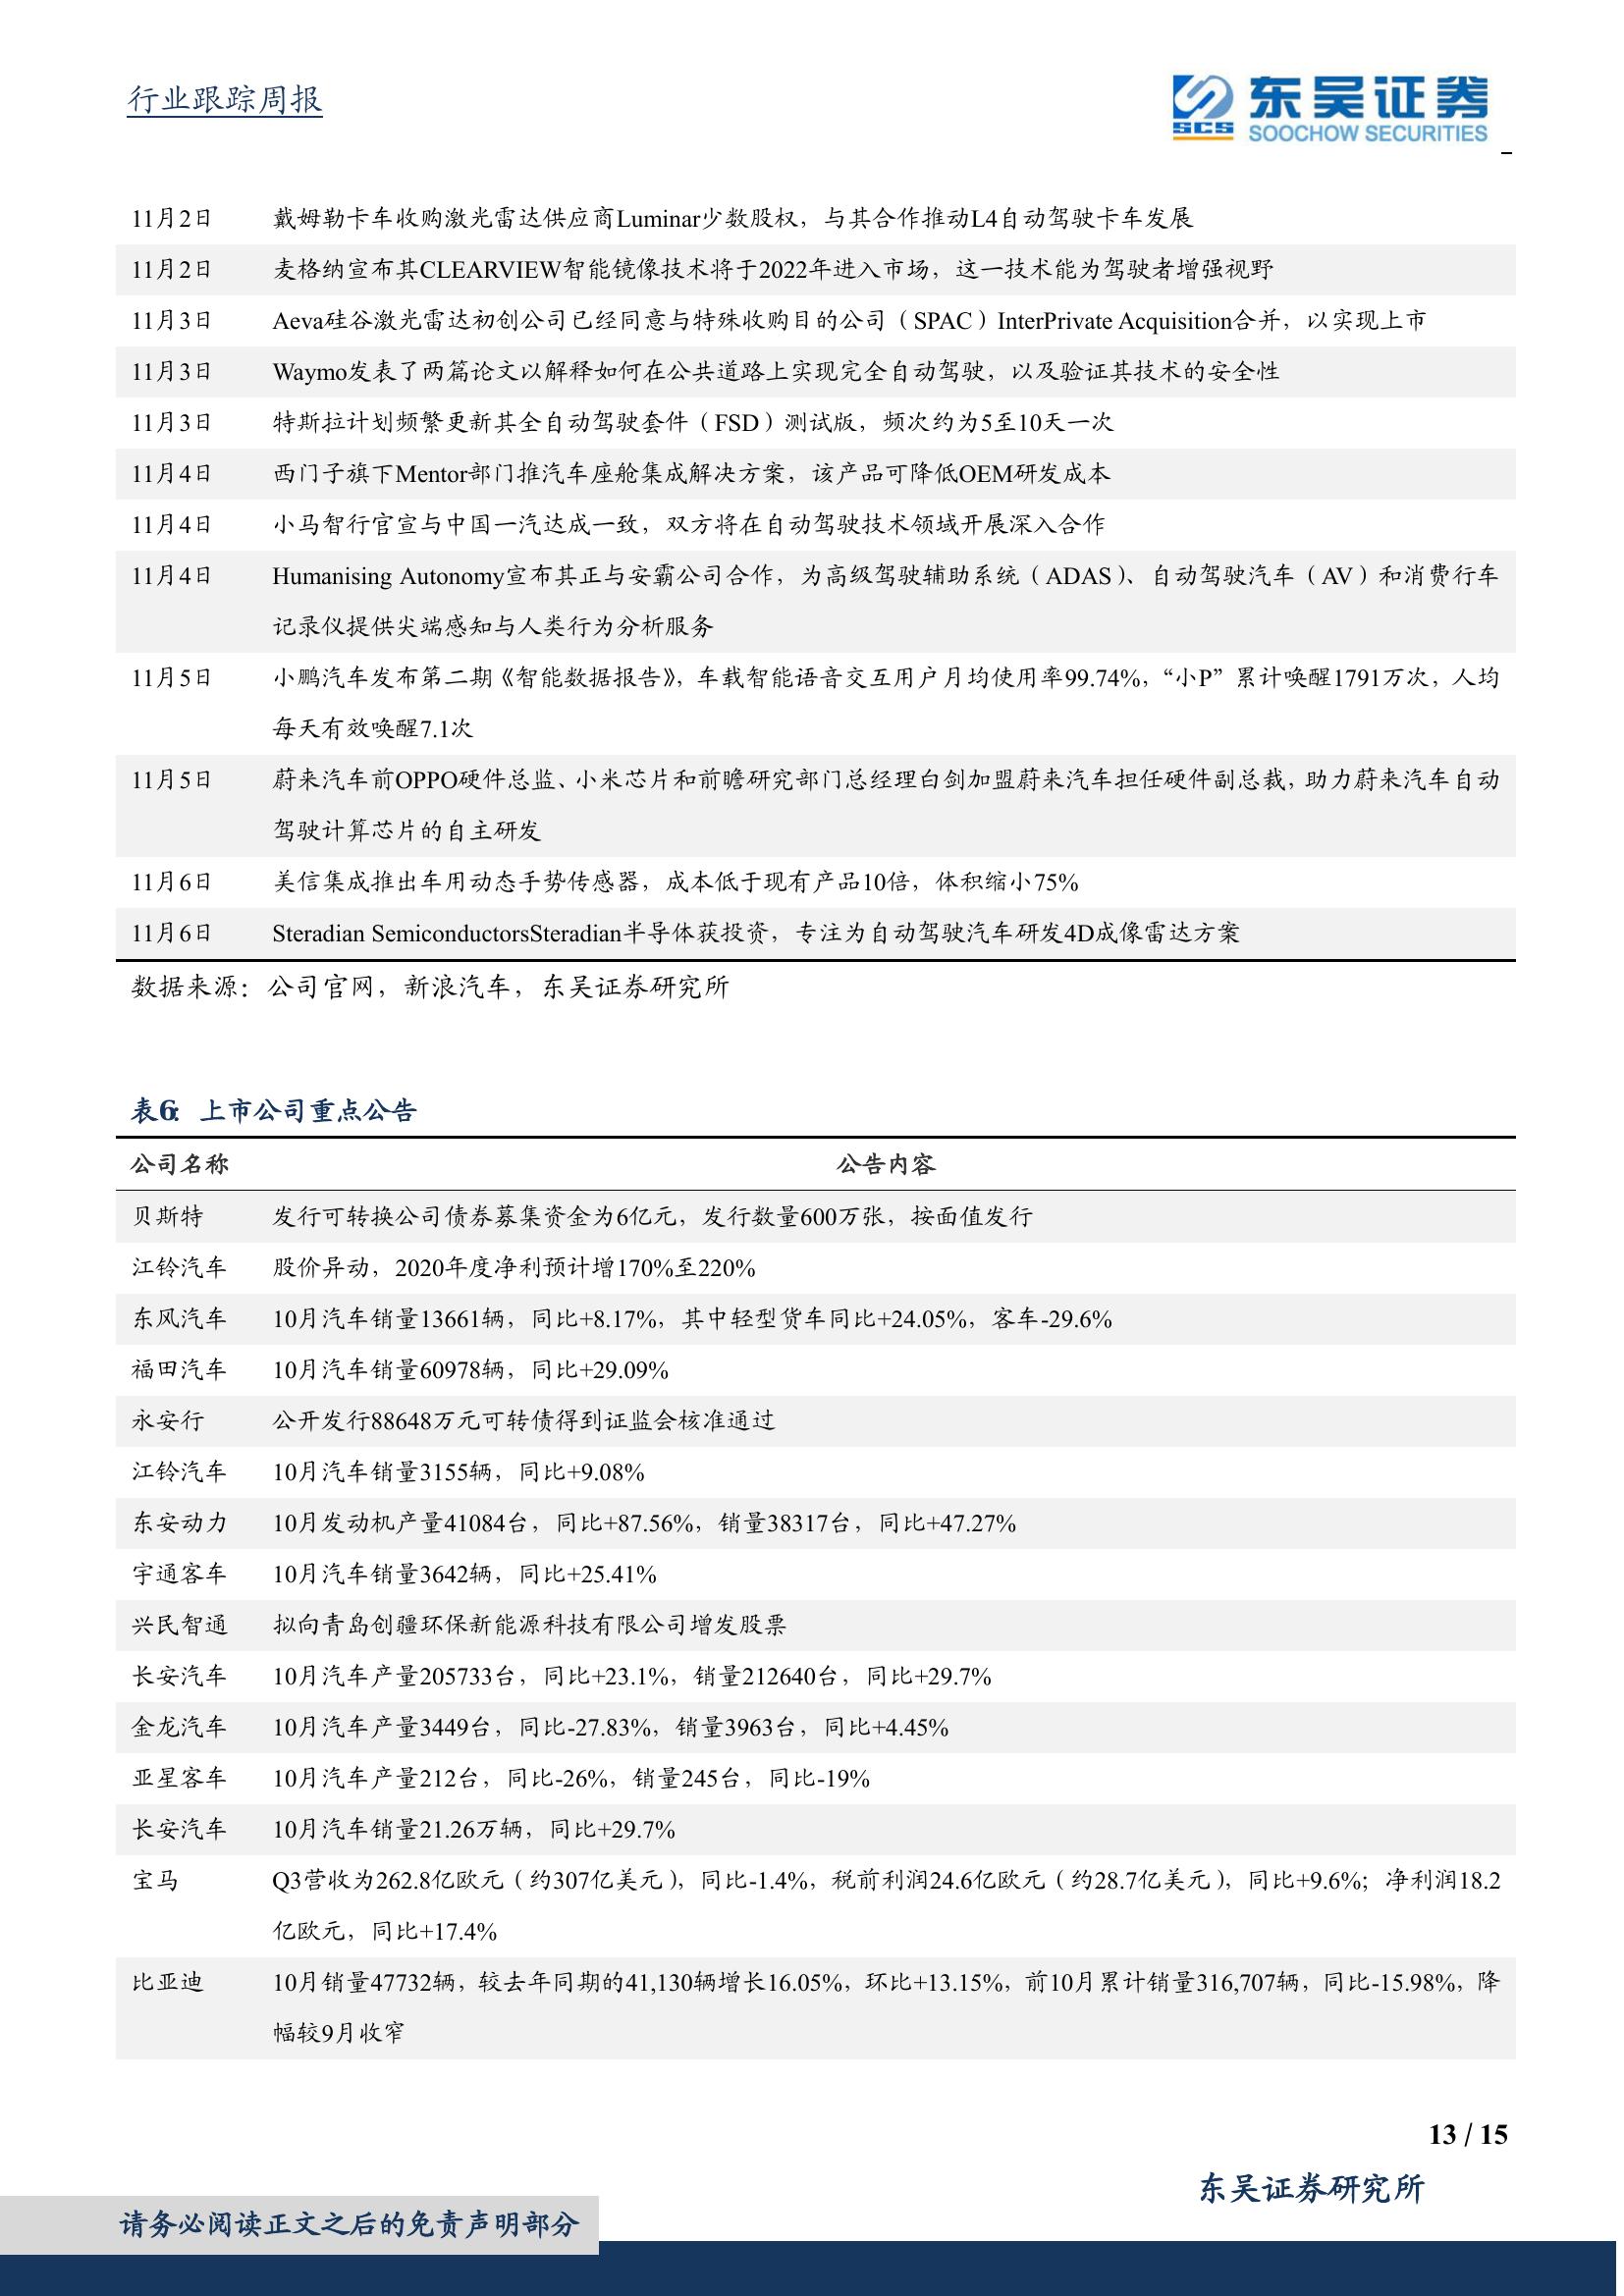 行业跟踪周报
东吴证券
SCS
SOOCHOW SECURITIES
11月2日 戴姆勒卡车收购激光雷达供应商Luminar少数股权，与其合作推动L4自动驾驶卡车发展
11月2日 麦格纳宣布其CLEARVIEW智能镜像技术将于2022年进入市场，这一技术能为驾驶者增强视野
11月3日 Aeva硅谷激光雷达初创公司已经同意与特殊收购目的公司（SPAC）InterPrivate Acquisition合并，以实现上市
11月3日 Waymo发表了两篇论文以解释如何在公共道路上实现完全自动驾驶，以及验证其技术的安全性
11月3日 特斯拉计划频繁更新其全自动驾驶套件（FSD）测试版，频次约为5至10天一次
11月4日 西门子旗下Mentor部门推汽车座舱集成解决方案，该产品可降低OEM研发成本
11月4日 小马智行官宣与中国一汽达成一致，双方将在自动驾驶技术领域开展深入合作
11月4日 Humanising Autonomy宣布其正与安霸公司合作，为高级驾驶辅助系统（ADAS）、自动驾驶汽车（AV）和消费行车
记录仪提供尖端感知与人类行为分析服务
11月5日 小鹏汽车发布第二期《智能数据报告》，车载智能语音交互用户月均使用率99.74%，“小P”累计唤醒1791万次，人均
每天有效唤醒7.1次
11月5日 蔚来汽车前OPPO硬件总监、小米芯片和前瞻研究部门总经理白剑加盟蔚来汽车担任硬件副总裁，助力蔚来汽车自动
驾驶计算芯片的自主研发
11月6日 美信集成推出车用动态手势传感器，成本低于现有产品10倍，体积缩小75%
11月6日 Steradian SemiconductorsSteradian半导体获投资，专注为自动驾驶汽车研发4D成像雷达方案
数据来源：公司官网，新浪汽车，东吴证券研究所
表6：上市公司重点公告
公司名称 公告内容
贝斯特 发行可转换公司债券募集资金为6亿元，发行数量600万张，按面值发行
江铃汽车 股价异动，2020年度净利预计增170%至220%
东风汽车 10月汽车销量13661辆，同比+8.17%，其中轻型货车同比+24.05%，客车-29.6%
福田汽车 10月汽车销量60978辆，同比+29.09%
永安行 公开发行88648万元可转债得到证监会核准通过
江铃汽车 10月汽车销量3155辆，同比+9.08%
东安动力 10月发动机产量41084台，同比+87.56%，销量38317台，同比+47.27%
宇通客车 10月汽车销量3642辆，同比+25.41%
兴民智通 拟向青岛创疆环保新能源科技有限公司增发股票
长安汽车 10月汽车产量205733台，同比+23.1%，销量212640台，同比+29.7%
金龙汽车 10月汽车产量3449台，同比-27.83%，销量3963台，同比+4.45%
亚星客车 10月汽车产量212台，同比-26%，销量245台，同比-19%
长安汽车 10月汽车销量21.26万辆，同比+29.7%
宝马 Q3营收为262.8亿欧元（约307亿美元），同比-1.4%，税前利润24.6亿欧元（约28.7亿美元），同比+9.6%；净利润18.2
亿欧元，同比+17.4%
比亚迪 10月销量47732辆，较去年同期的41,130辆增长16.05%，环比+13.15%，前10月累计销量316,707辆，同比-15.98%，降
幅较9月收窄
13 / 15
东吴证券研究所
请务必阅读正文之后的免责声明部分